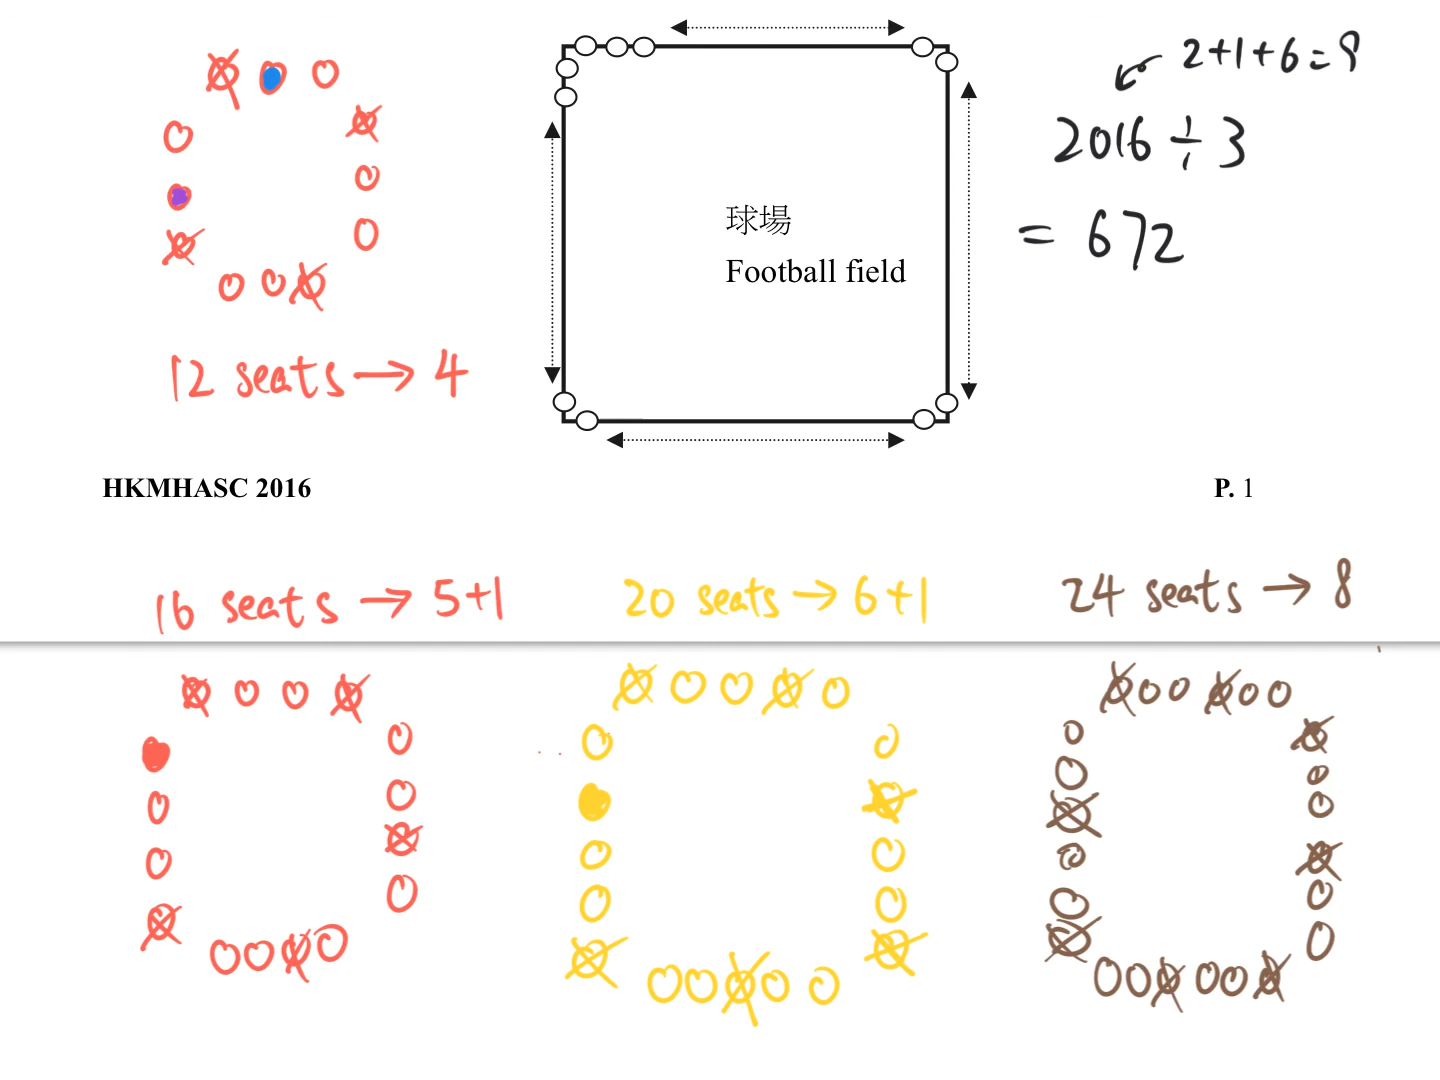 2+1+6=9
2016 ÷ 3
= 672
球場
Football field
12 seats → 4
HKMHASC 2016
P. 1
16 seats → 5+1
20 seats → 6+1
24 seats → 8